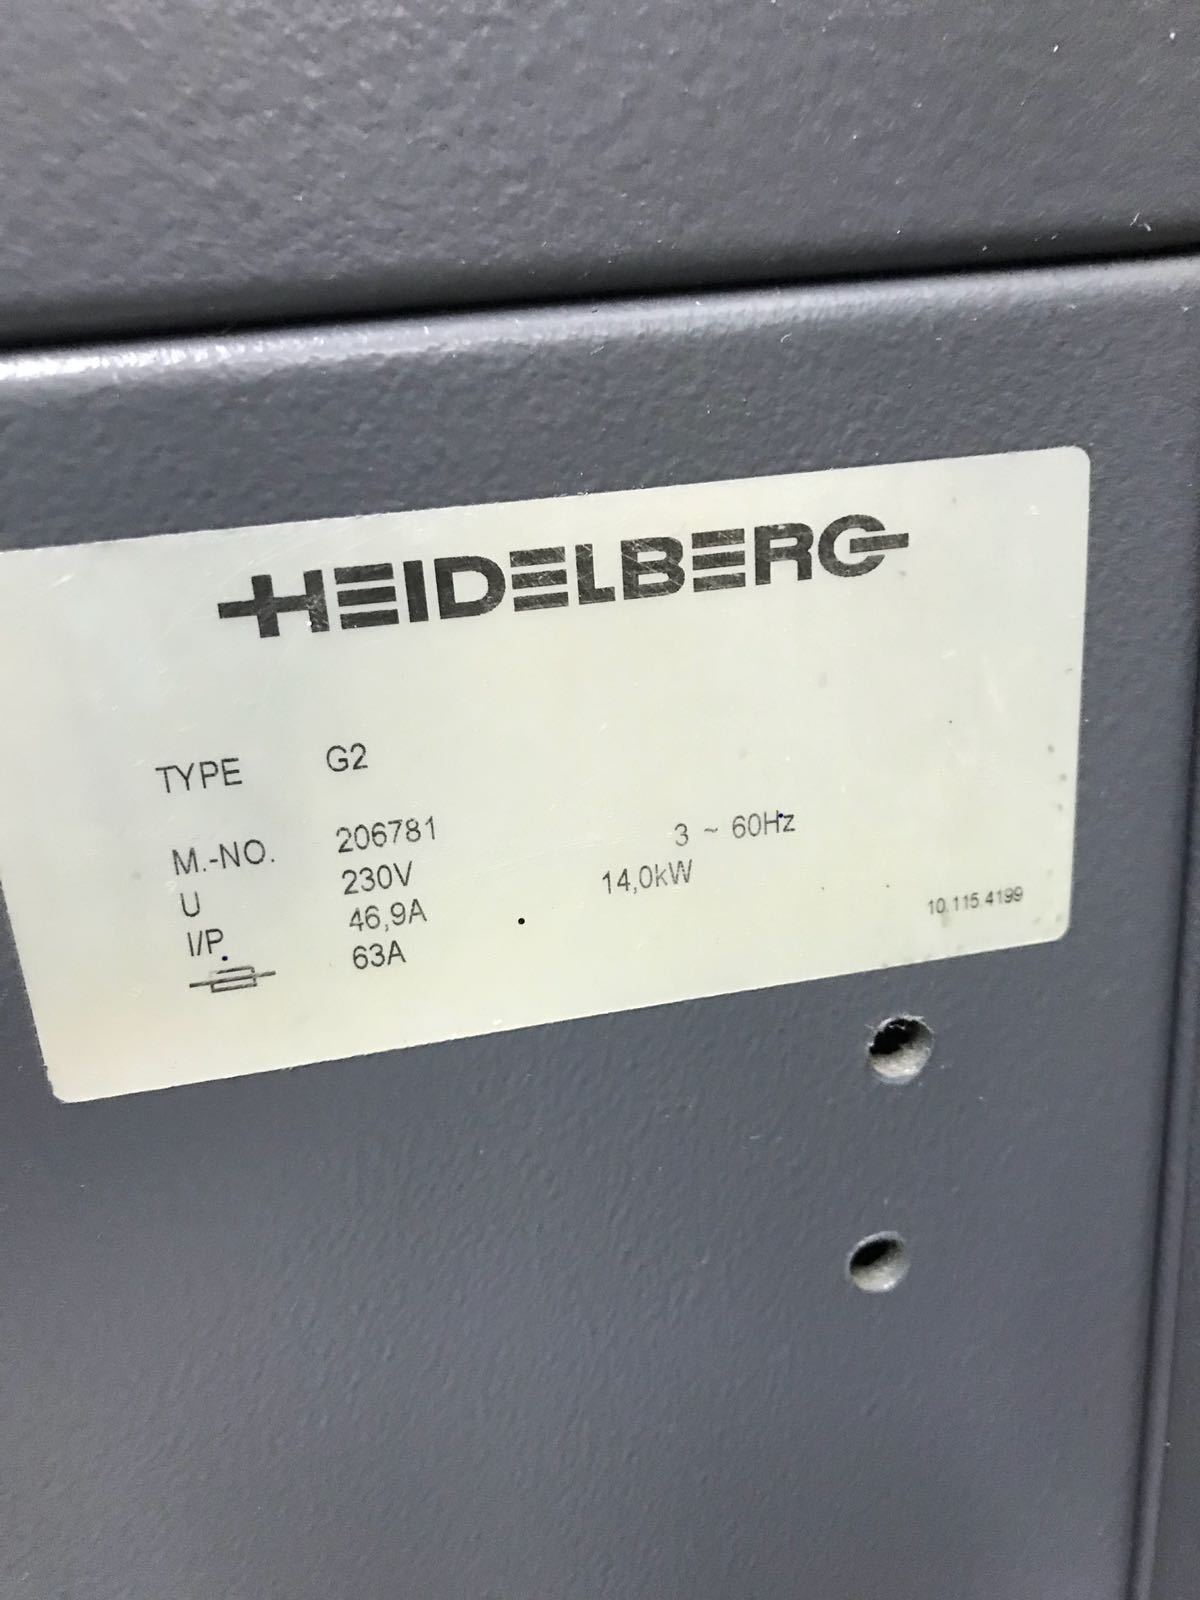 HEIDELBERG
TYPE G2
M.-NO. 206781
U 230V 3 ~ 60Hz
I/P 46,9A 14,0kW
63A
10.115.4199